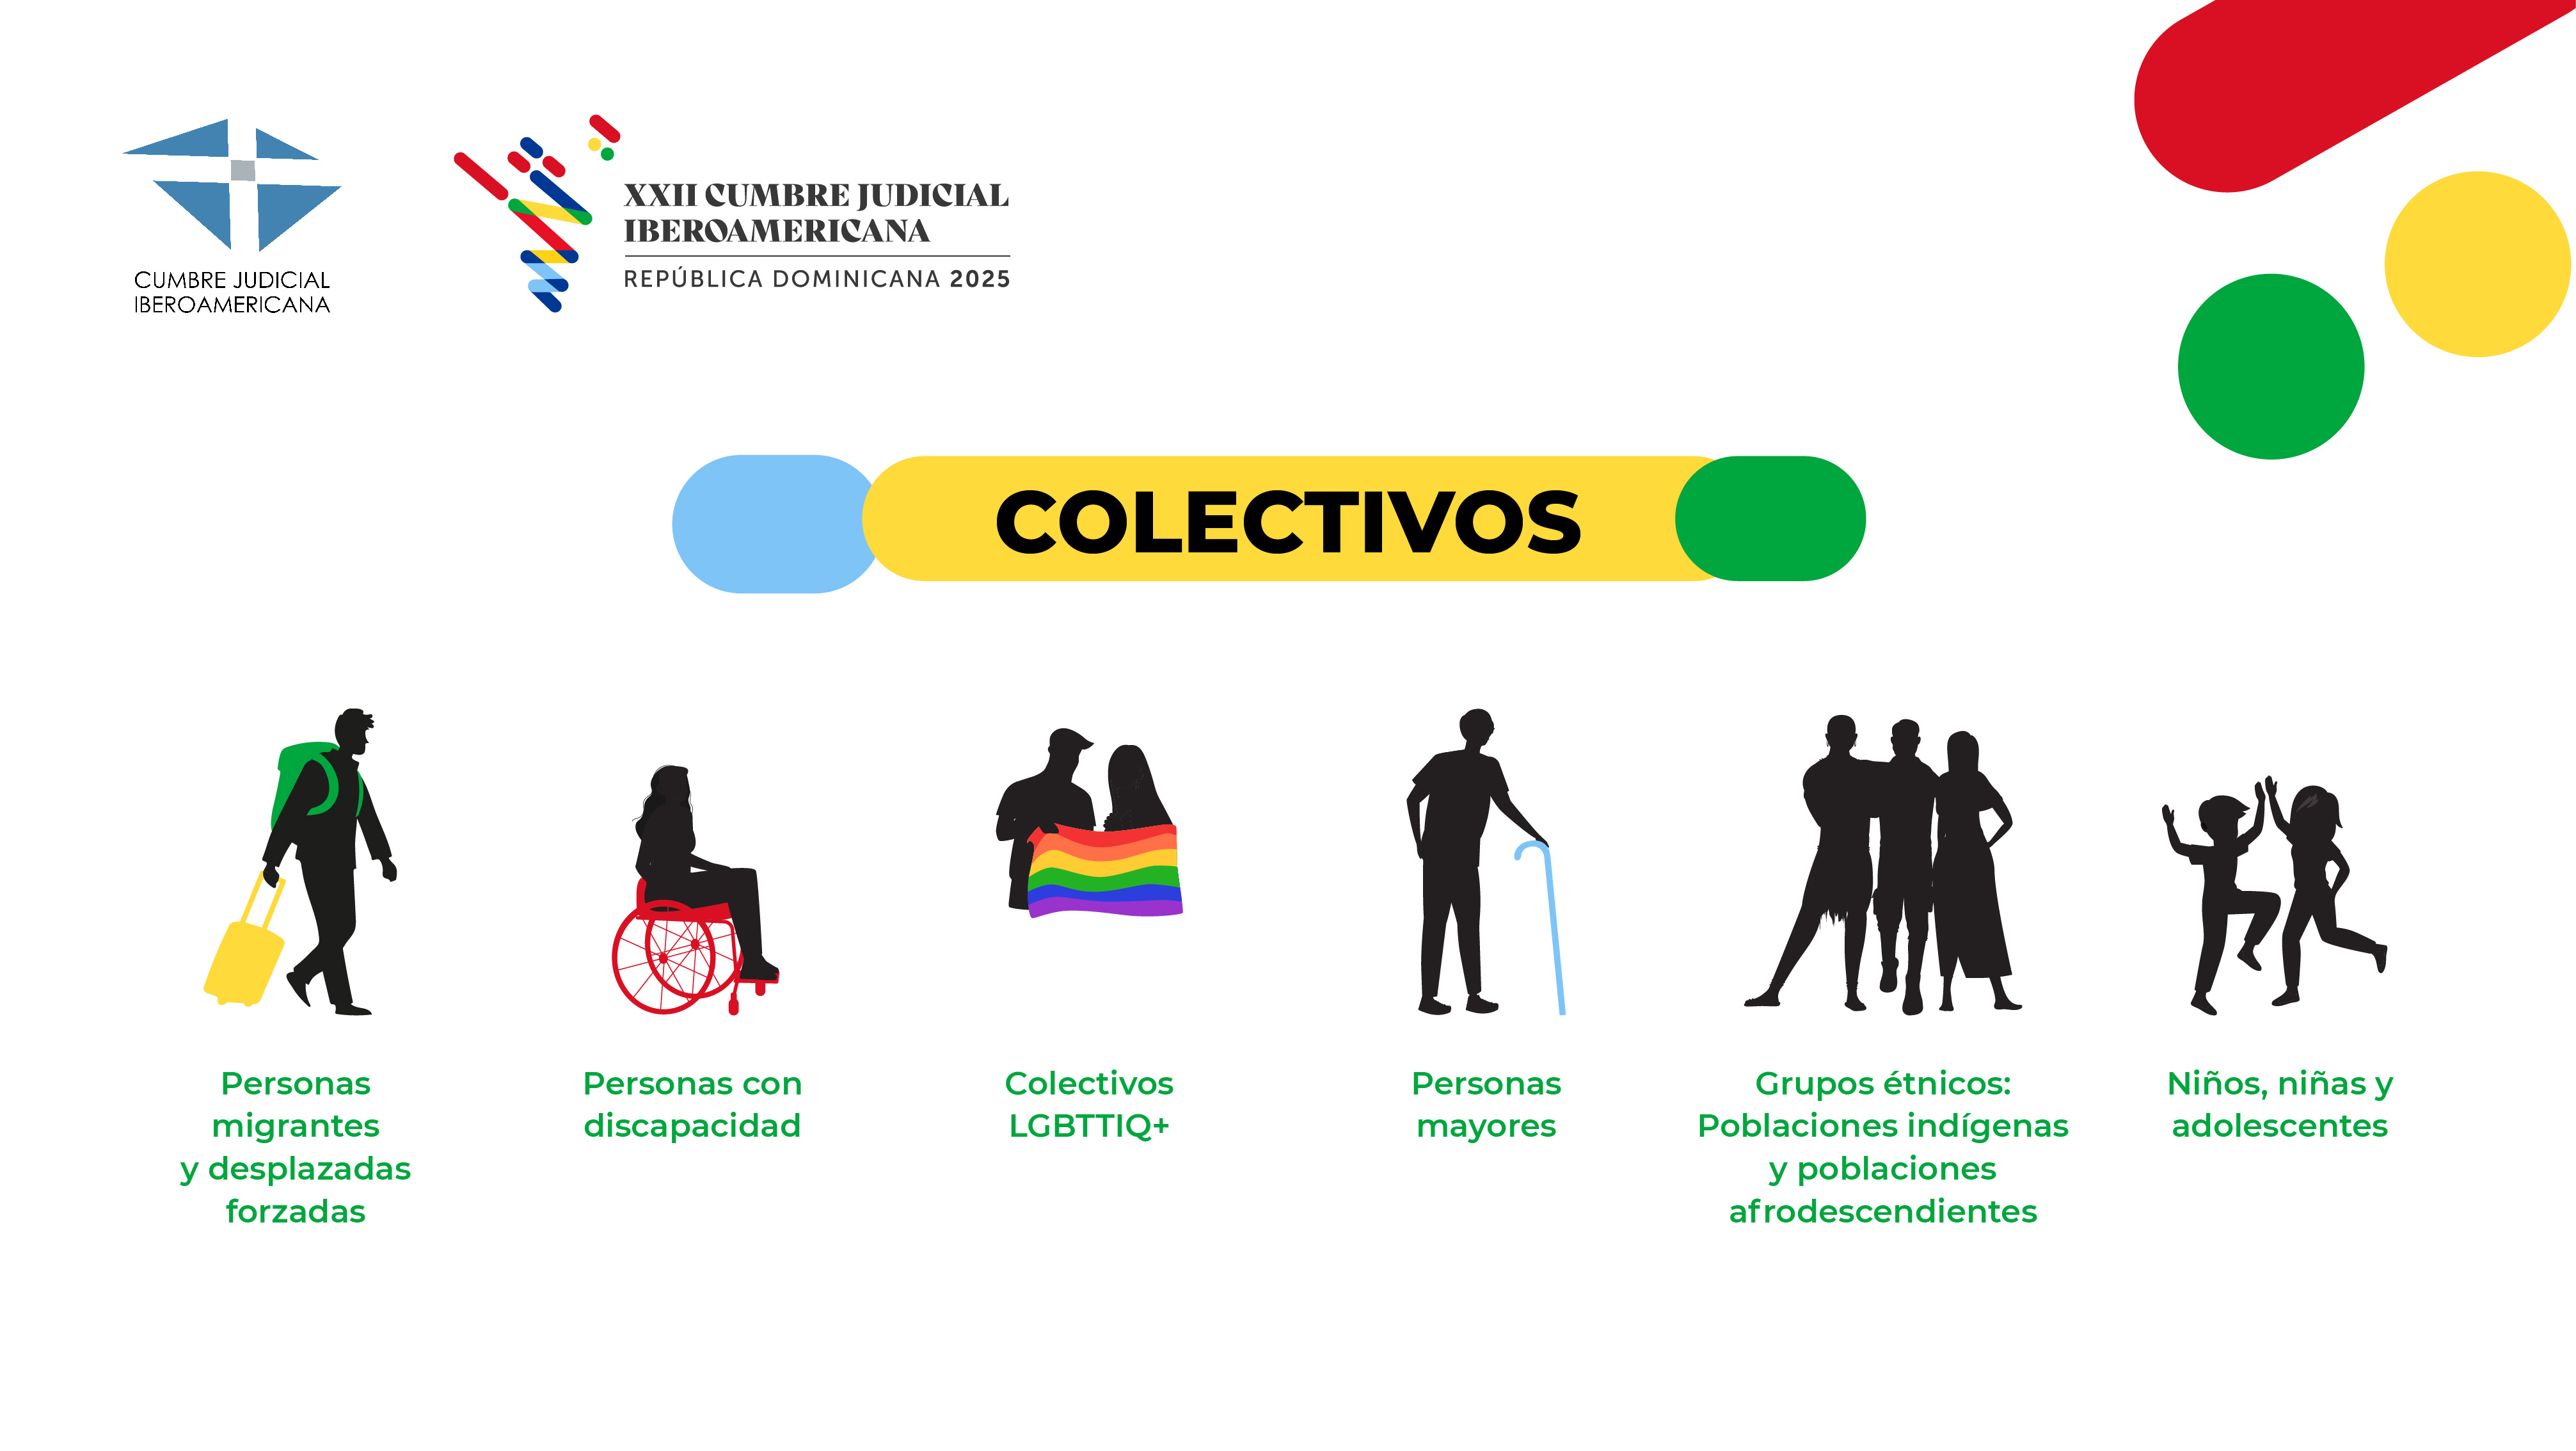 CUMBRE JUDICIAL
IBEROAMERICANA
XXII CUMBRE JUDICIAL
IBEROAMERICANA
REPÚBLICA DOMINICANA 2025
COLECTIVOS
Personas
migrantes
y desplazadas
forzadas
Personas con
discapacidad
Colectivos
LGBTTIQ+
Personas
mayores
Grupos étnicos:
Poblaciones indígenas
y poblaciones
afrodescendientes
Niños, niñas y
adolescentes